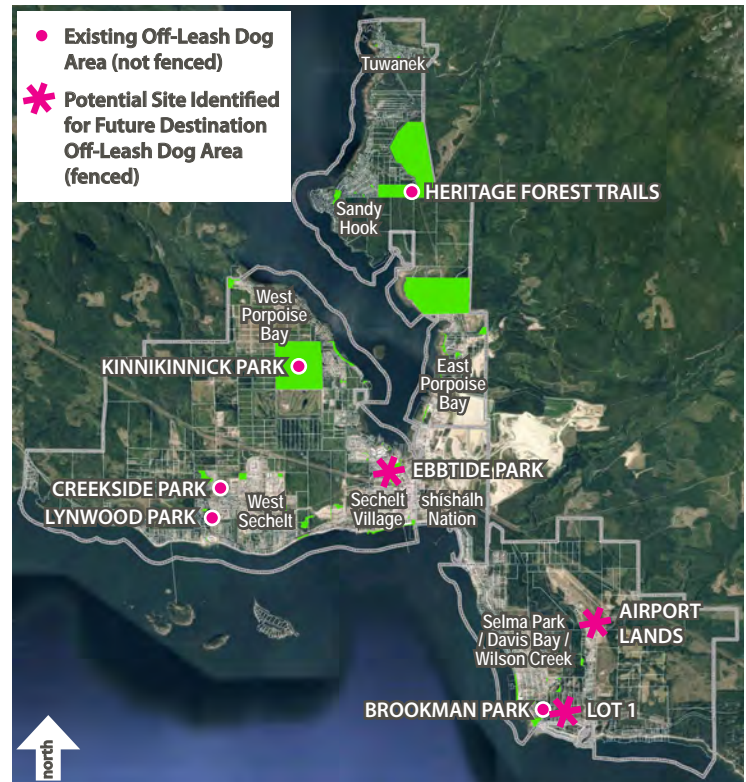 Existing Off-Leash Dog
Area (not fenced)
Potential Site Identified
for Future Destination
Off-Leash Dog Area
(fenced)
Tuwanek
HERITAGE FOREST TRAILS
Sandy
Hook
West
Porpoise
Bay
KINNIKINNICK PARK
East
Porpoise
Bay
EBBTIDE PARK
CREEKSIDE PARK
LYNWOOD PARK
West
Sechelt
Sechelt
Village
shíshálh
Nation
AIRPORT
LANDS
Selma Park
/ Davis Bay /
Wilson Creek
BROOKMAN PARK
LOT 1
north